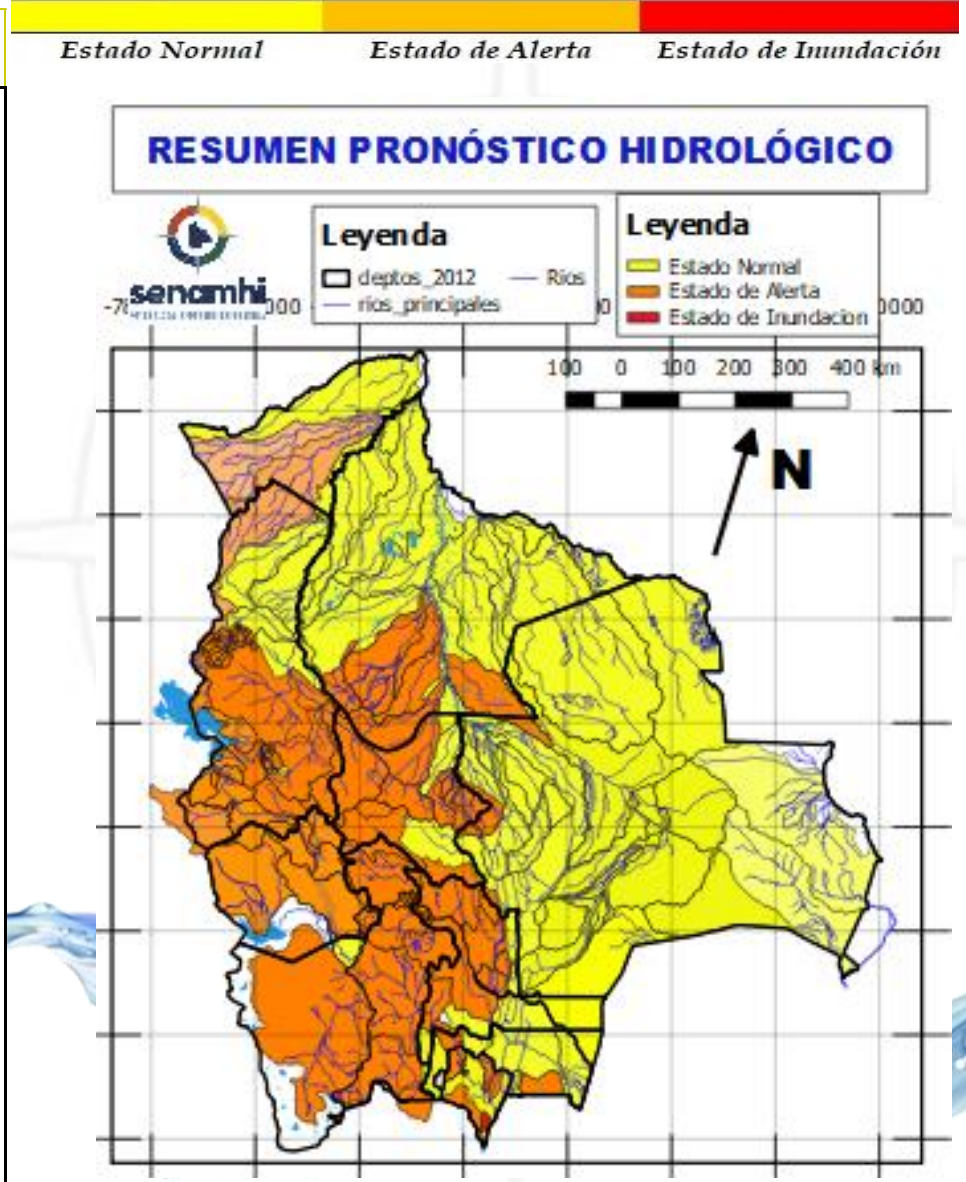 Estado Normal Estado de Alerta Estado de Inundación
RESUMEN PRONÓSTICO HIDROLÓGICO
senamhi
Leyenda
deptos_2012 Rios
rios_principales
Leyenda
Estado Normal
Estado de Alerta
Estado de Inundacion
100 0 100 200 300 400 km
N